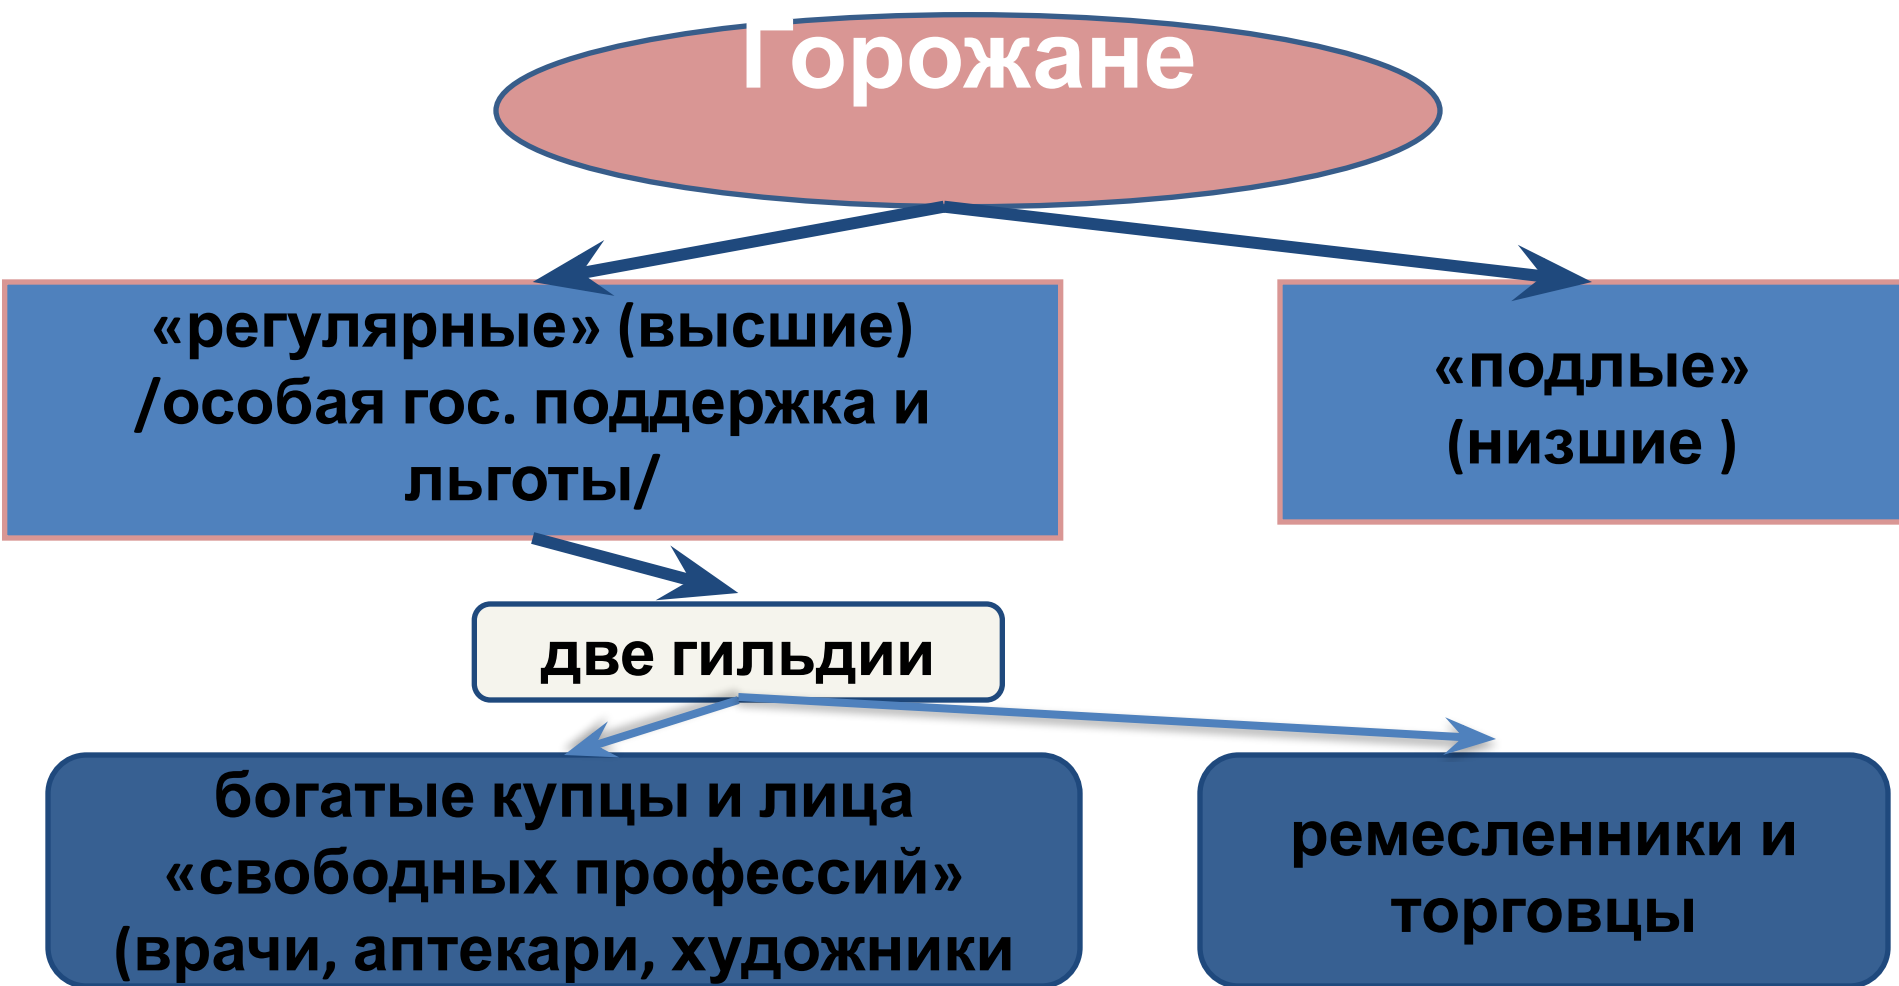 Горожане
«регулярные» (высшие)
/особая гос. поддержка и
льготы/
«подлые»
(низшие )
две гильдии
богатые купцы и лица
«свободных профессий»
(врачи, аптекари, художники
ремесленники и
торговцы